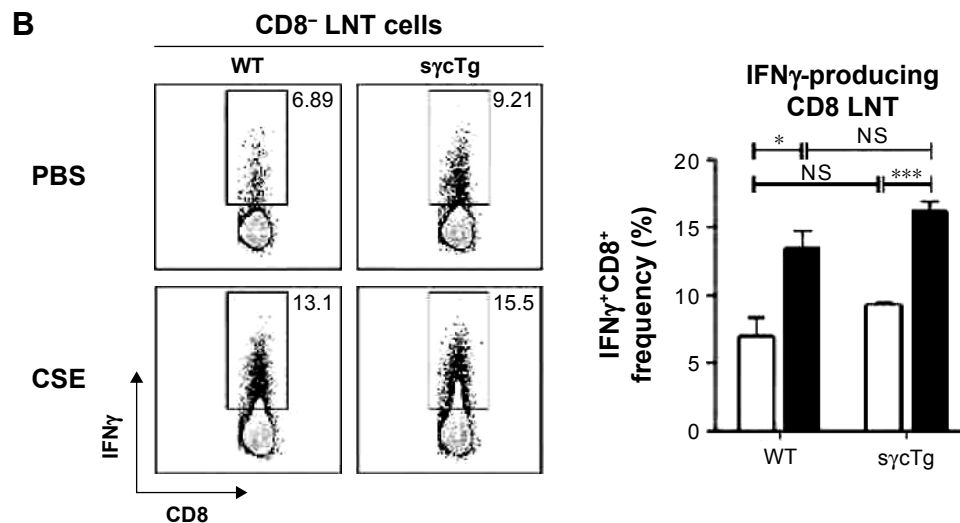 B
CD8⁻ LNT cells
WT sγcTg
PBS
6.89 9.21
CSE
13.1 15.5
IFNγ
CD8
IFNγ-producing
CD8 LNT
* NS
NS ***
IFNγ⁺CD8⁺
frequency (%)
20
15
10
5
0
WT sγcTg